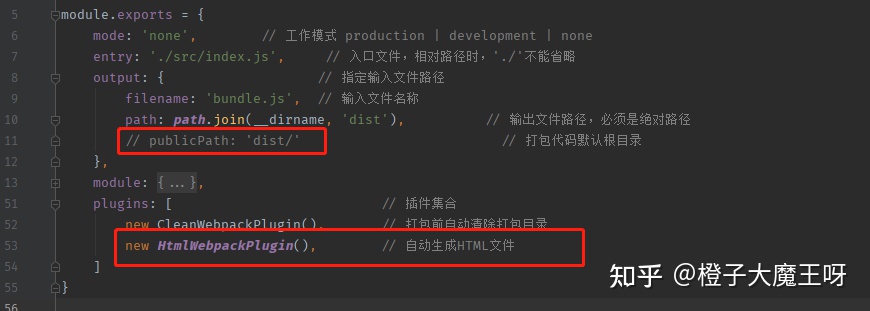 5 module.exports = {
6 mode: 'none', // 工作模式 production | development | none
7 entry: './src/index.js', // 入口文件，相对路径时，'./'不能省略
8 output: { // 指定输入文件路径
9 filename: 'bundle.js', // 输入文件名称
10 path: path.join(__dirname, 'dist'), // 输出文件路径，必须是绝对路径
11 // publicPath: 'dist/' // 打包代码默认根目录
12 },
13 module: {...},
51 plugins: [ // 插件集合
52 new CleanWebpackPlugin(), // 打包前自动清除打包目录
53 new HtmlWebpackPlugin(), // 自动生成HTML文件
54 ]
55 }
56
知乎 @橙子大魔王呀